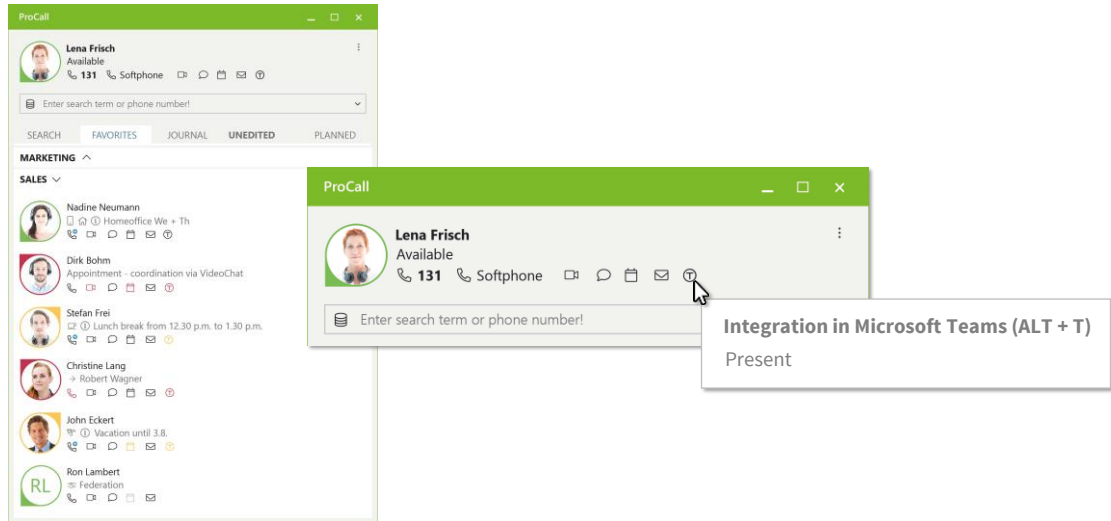 ProCall
Lena Frisch
Available
131 Softphone
Enter search term or phone number!
SEARCH FAVORITES JOURNAL UNEDITED PLANNED
MARKETING
SALES
Nadine Neumann
Homeoffice We + Th
Dirk Bohm
Appointment - coordination via VideoChat
Stefan Frei
Lunch break from 12.30 p.m. to 1.30 p.m.
Christine Lang
→ Robert Wagner
John Eckert
Vacation until 3.8.
RL
Ron Lambert
Federation
ProCall
Lena Frisch
Available
131 Softphone
Enter search term or phone number!
Integration in Microsoft Teams (ALT + T)
Present